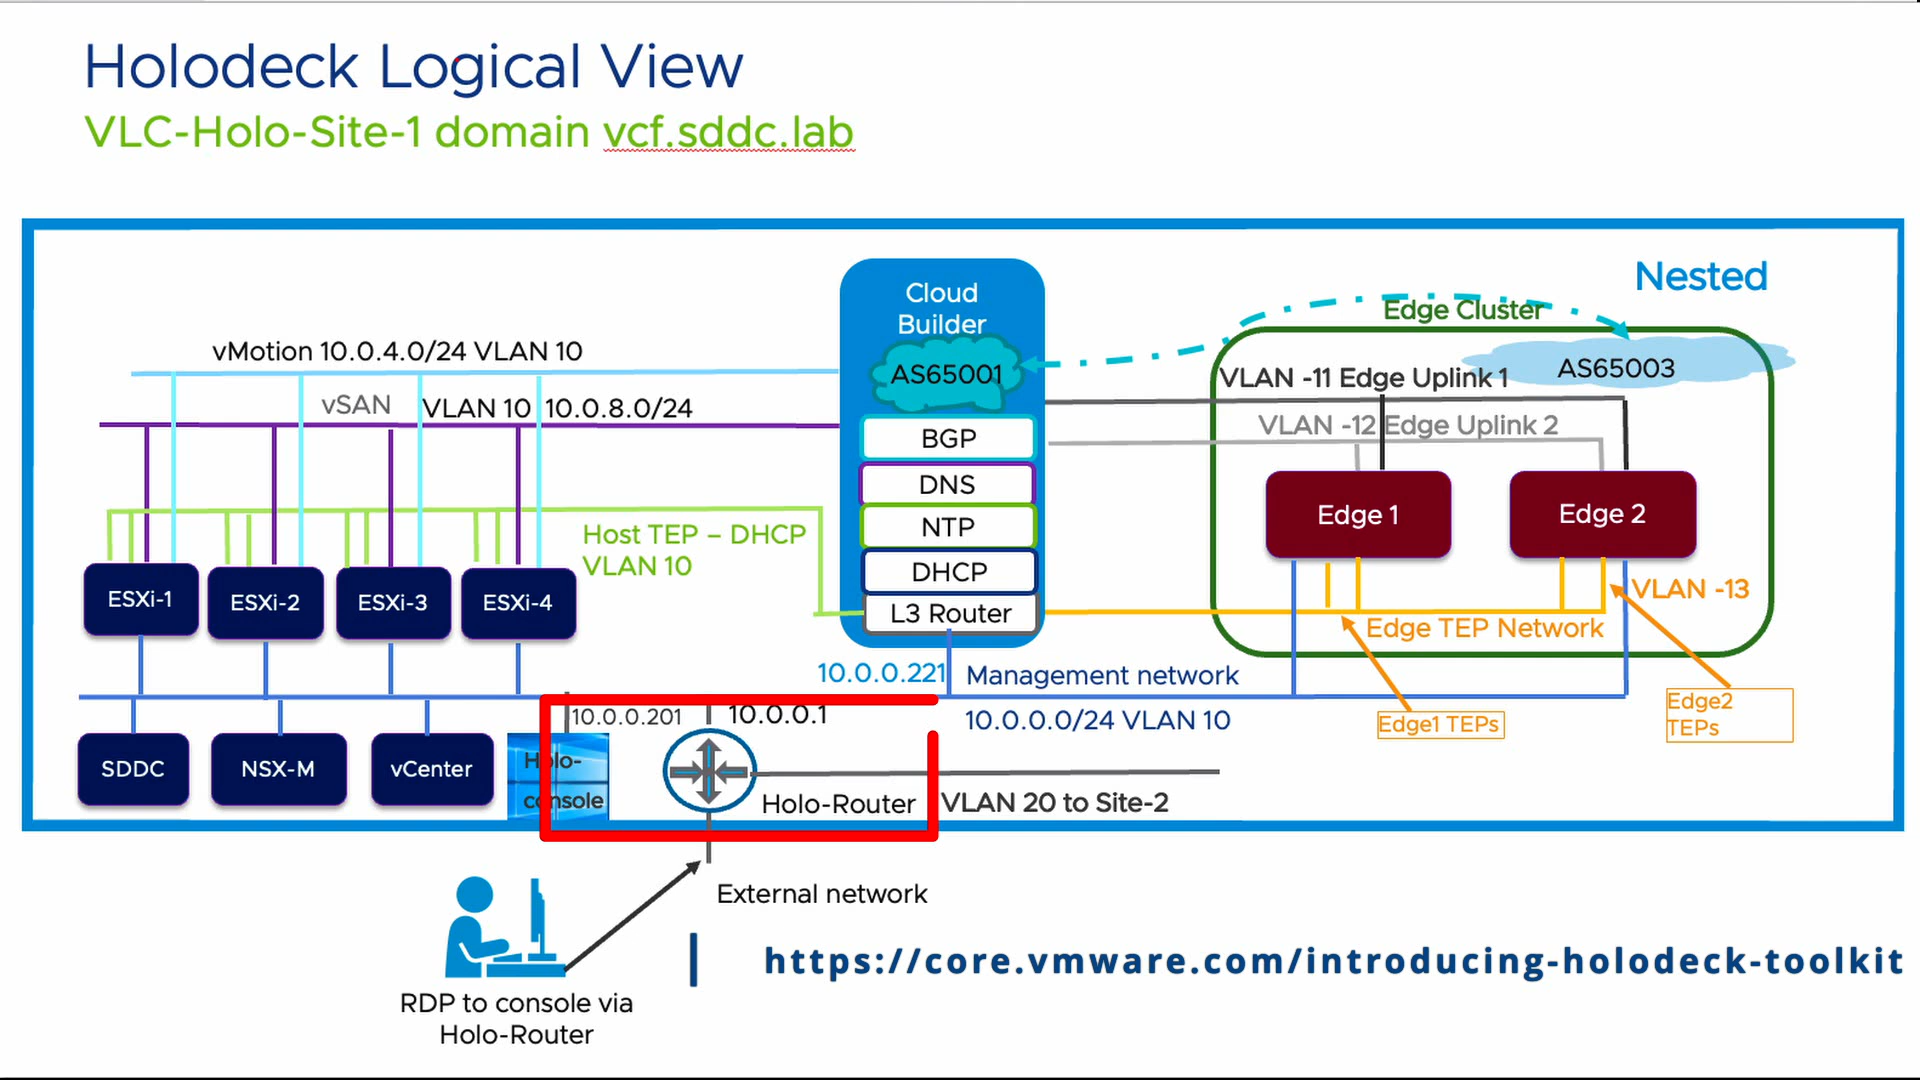 Holodeck Logical View
VLC-Holo-Site-1 domain vcf.sddc.lab
Nested
Cloud
Builder
AS65001
BGP
DNS
NTP
DHCP
L3 Router
Edge Cluster
AS65003
VLAN -11 Edge Uplink 1
VLAN -12 Edge Uplink 2
Edge 1
Edge 2
VLAN -13
Edge TEP Network
Edge1 TEPs
Edge2
TEPs
vMotion 10.0.4.0/24 VLAN 10
vSAN VLAN 10 10.0.8.0/24
Host TEP – DHCP
VLAN 10
ESXi-1
ESXi-2
ESXi-3
ESXi-4
10.0.0.221
Management network
10.0.0.0/24 VLAN 10
10.0.0.201
10.0.0.1
SDDC
NSX-M
vCenter
Holo-
console
Holo-Router
VLAN 20 to Site-2
External network
RDP to console via
Holo-Router
https://core.vmware.com/introducing-holodeck-toolkit